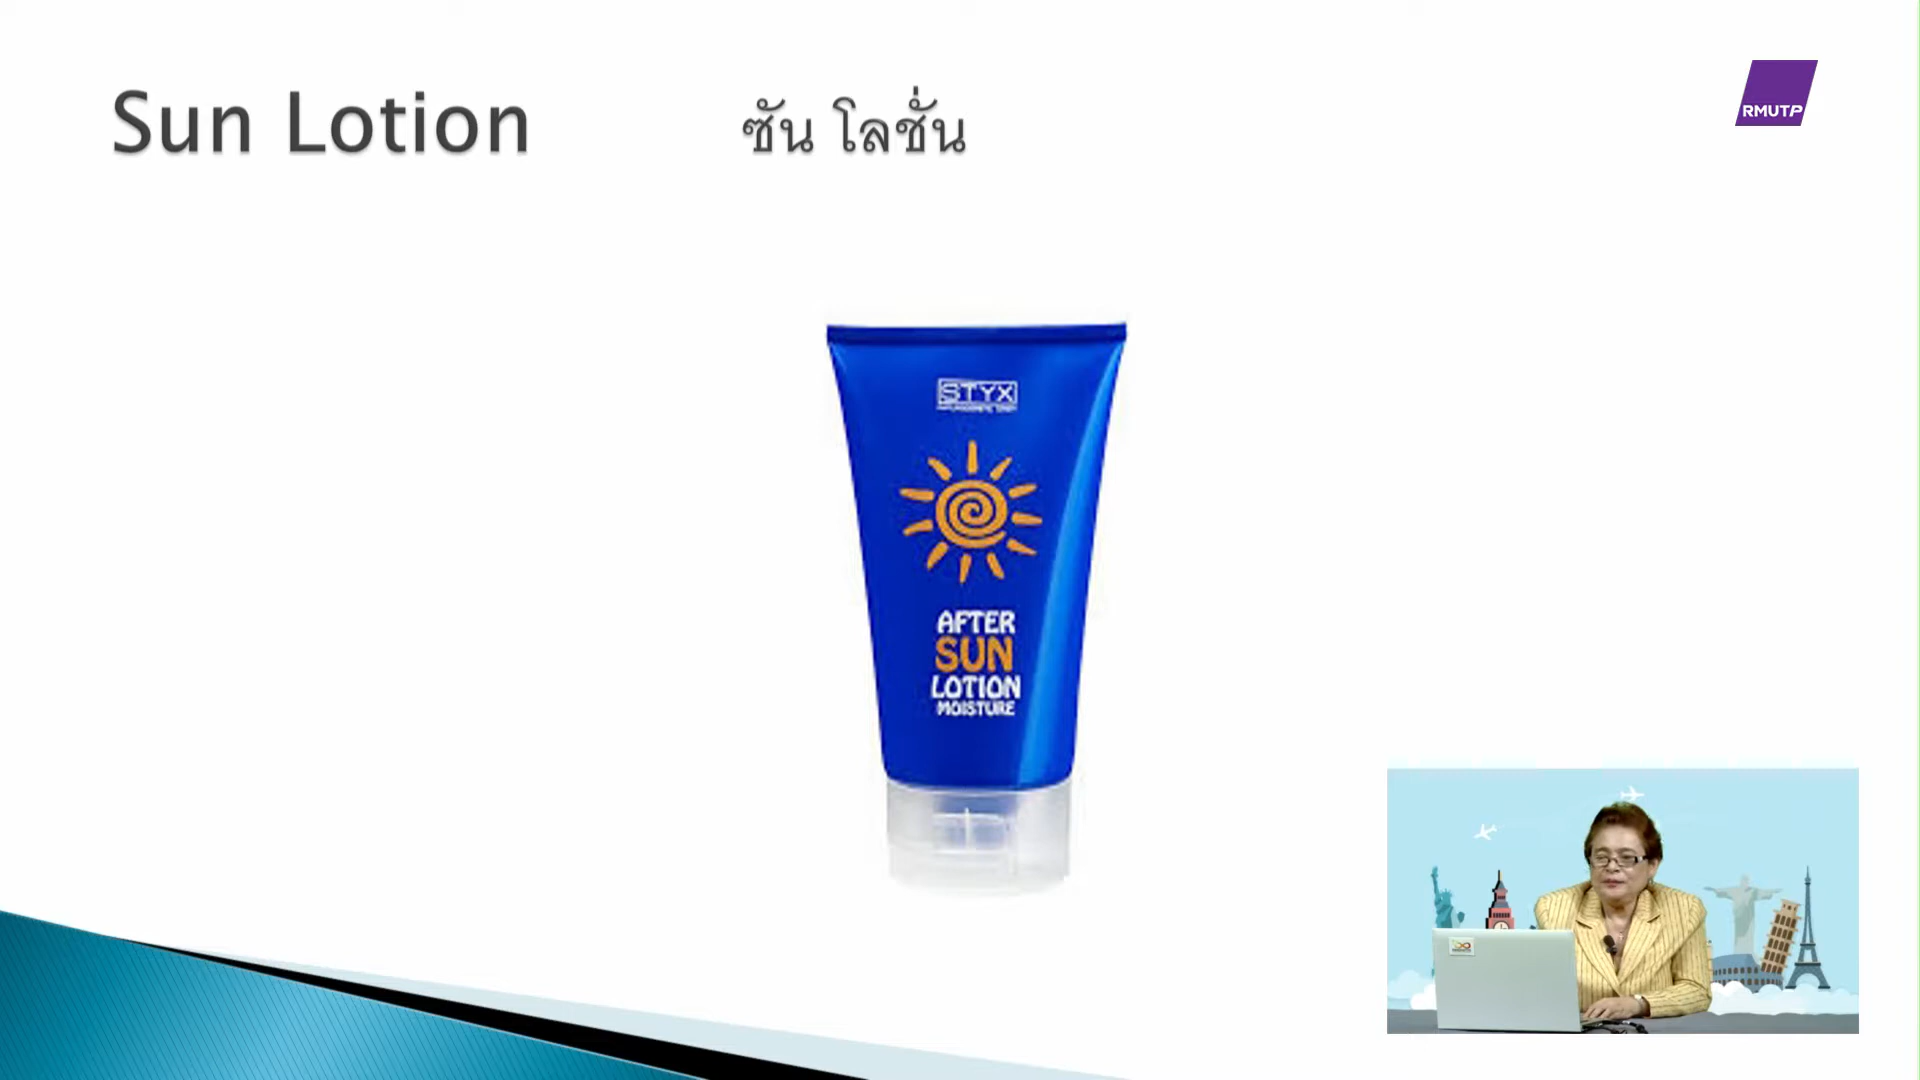 Sun Lotion ซัน โลชั่น
RMUTP
STYX
AFTER
SUN
LOTION
MOISTURE